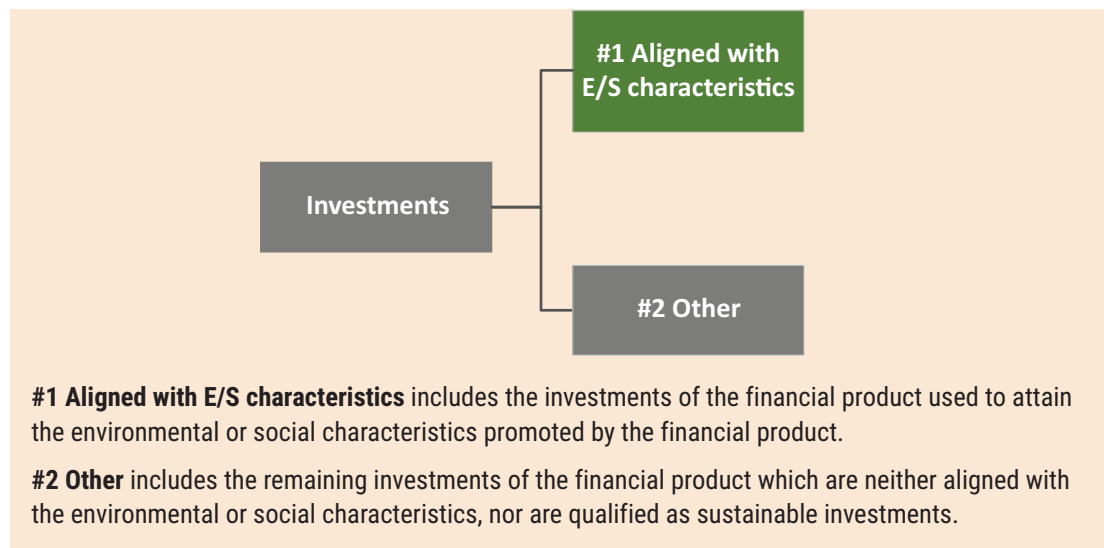 #1 Aligned with
E/S characteristics
Investments
#2 Other
#1 Aligned with E/S characteristics includes the investments of the financial product used to attain
the environmental or social characteristics promoted by the financial product.
#2 Other includes the remaining investments of the financial product which are neither aligned with
the environmental or social characteristics, nor are qualified as sustainable investments.